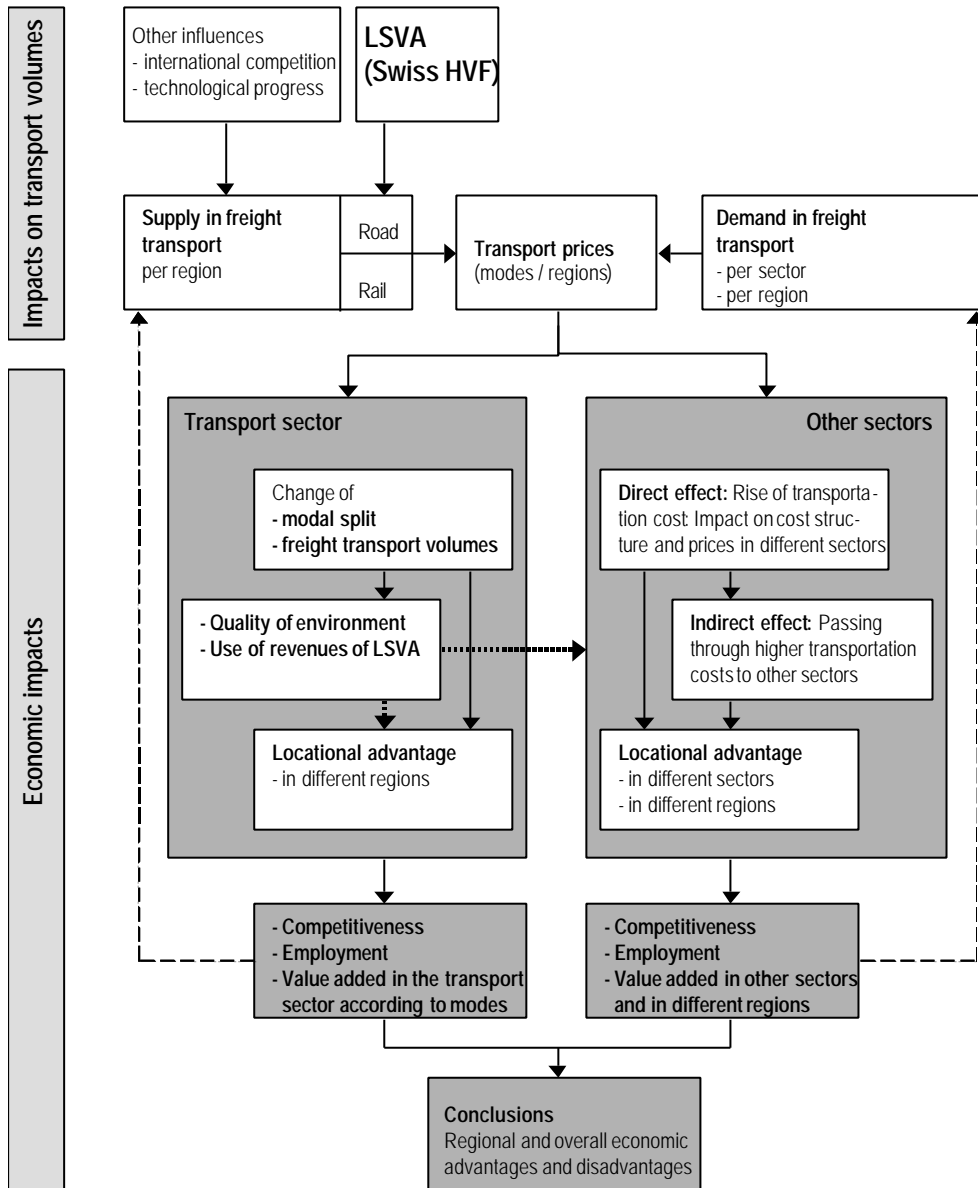 Impacts on transport volumes
Other influences
- international competition
- technological progress
LSVA
(Swiss HVF)
Supply in freight
transport
per region
Road
Rail
Transport prices
(modes / regions)
Demand in freight
transport
- per sector
- per region
Economic impacts
Transport sector
Change of
- modal split
- freight transport volumes
- Quality of environment
- Use of revenues of LSVA
Locational advantage
- in different regions
Other sectors
Direct effect: Rise of transporta-
tion cost: Impact on cost struc-
ture and prices in different sectors
Indirect effect: Passing
through higher transportation
costs to other sectors
Locational advantage
- in different sectors
- in different regions
- Competitiveness
- Employment
- Value added in the transport
sector according to modes
- Competitiveness
- Employment
- Value added in other sectors
and in different regions
Conclusions
Regional and overall economic
advantages and disadvantages